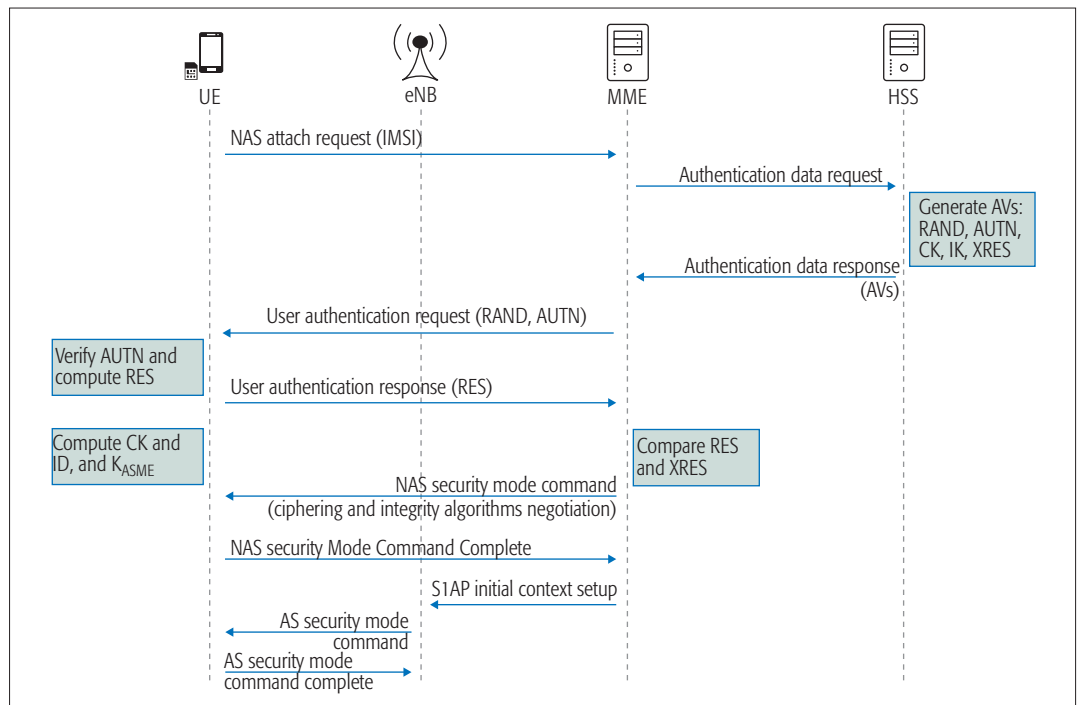 UE
eNB
MME
HSS
NAS attach request (IMSI)
Authentication data request
Generate AVs:
RAND, AUTN,
CK, IK, XRES
Authentication data response
(AVs)
User authentication request (RAND, AUTN)
Verify AUTN and
compute RES
User authentication response (RES)
Compute CK and
ID, and KASME
Compare RES
and XRES
NAS security mode command
(ciphering and integrity algorithms negotiation)
NAS security Mode Command Complete
S1AP initial context setup
AS security mode
command
AS security mode
command complete